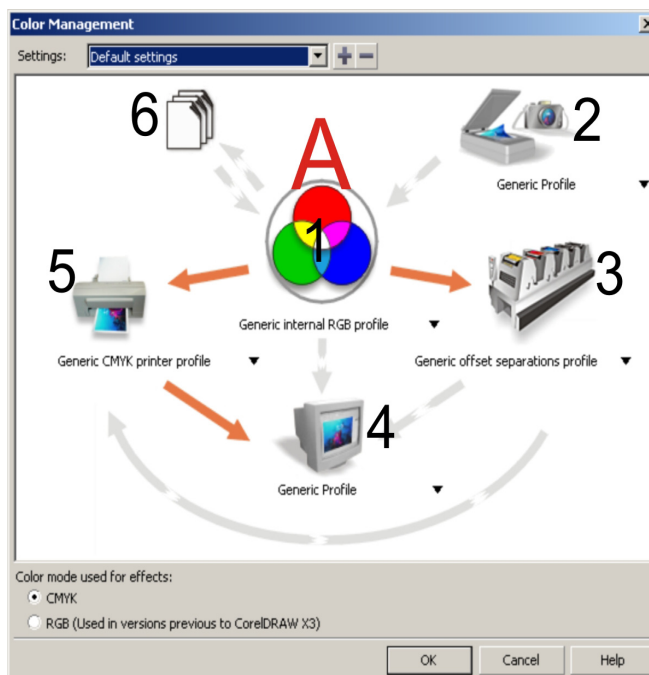 Color Management
Settings: Default settings
6
A
2
Generic Profile
1
5
3
Generic internal RGB profile
Generic CMYK printer profile
Generic offset separations profile
4
Generic Profile
Color mode used for effects:
CMYK
RGB (Used in versions previous to CorelDRAW X3)
OK Cancel Help